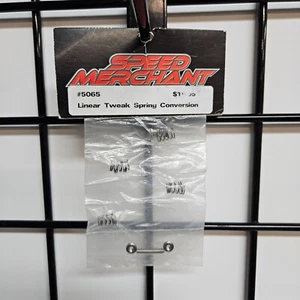 SPEED
MERCHANT
#5065
Linear Tweak Spring Conversion